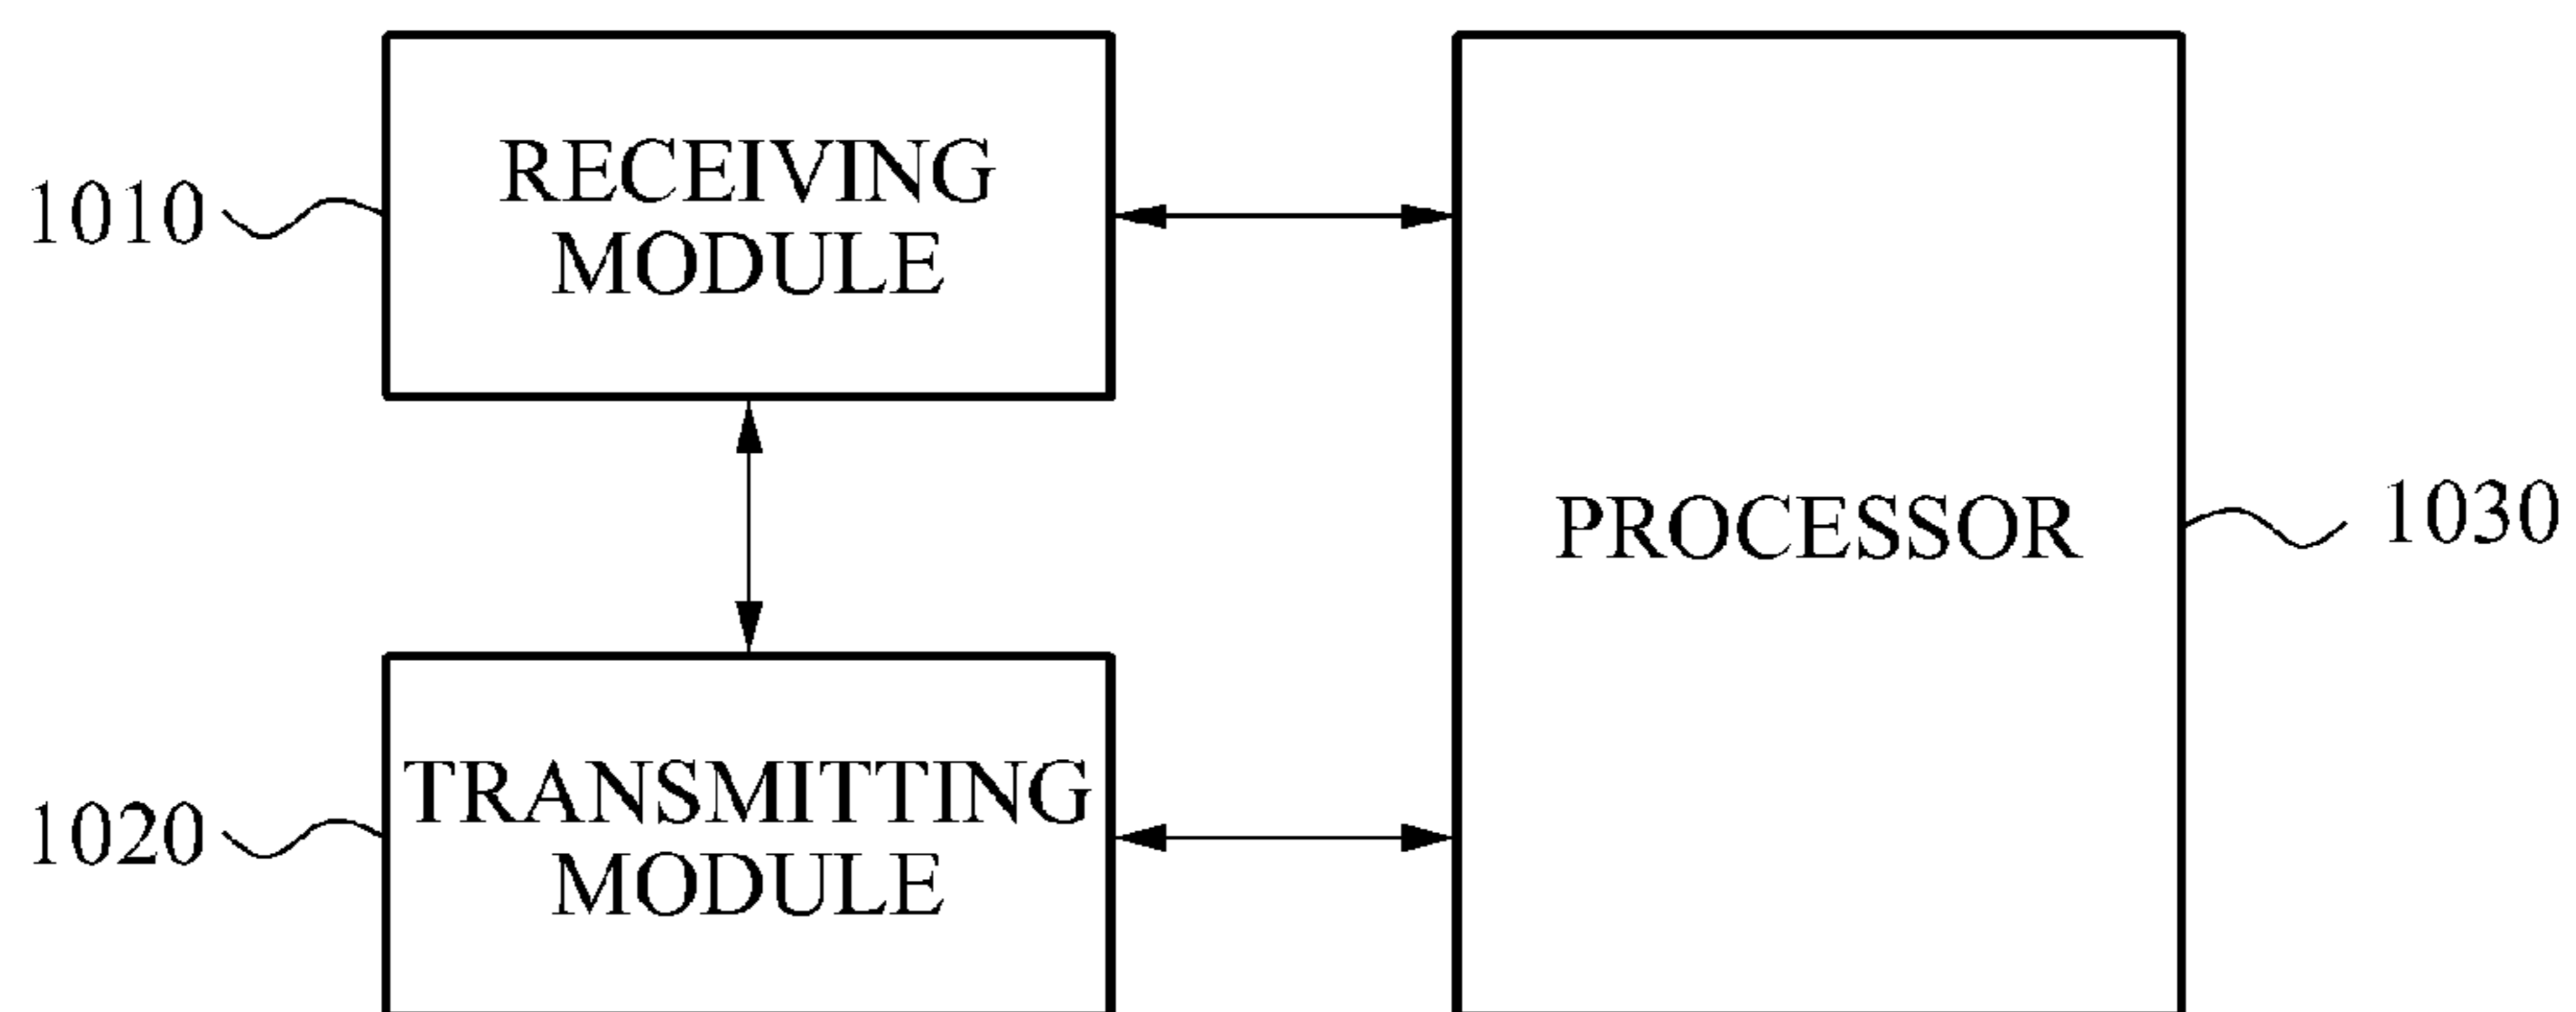 1010
RECEIVING
MODULE
PROCESSOR
1030
1020
TRANSMITTING
MODULE